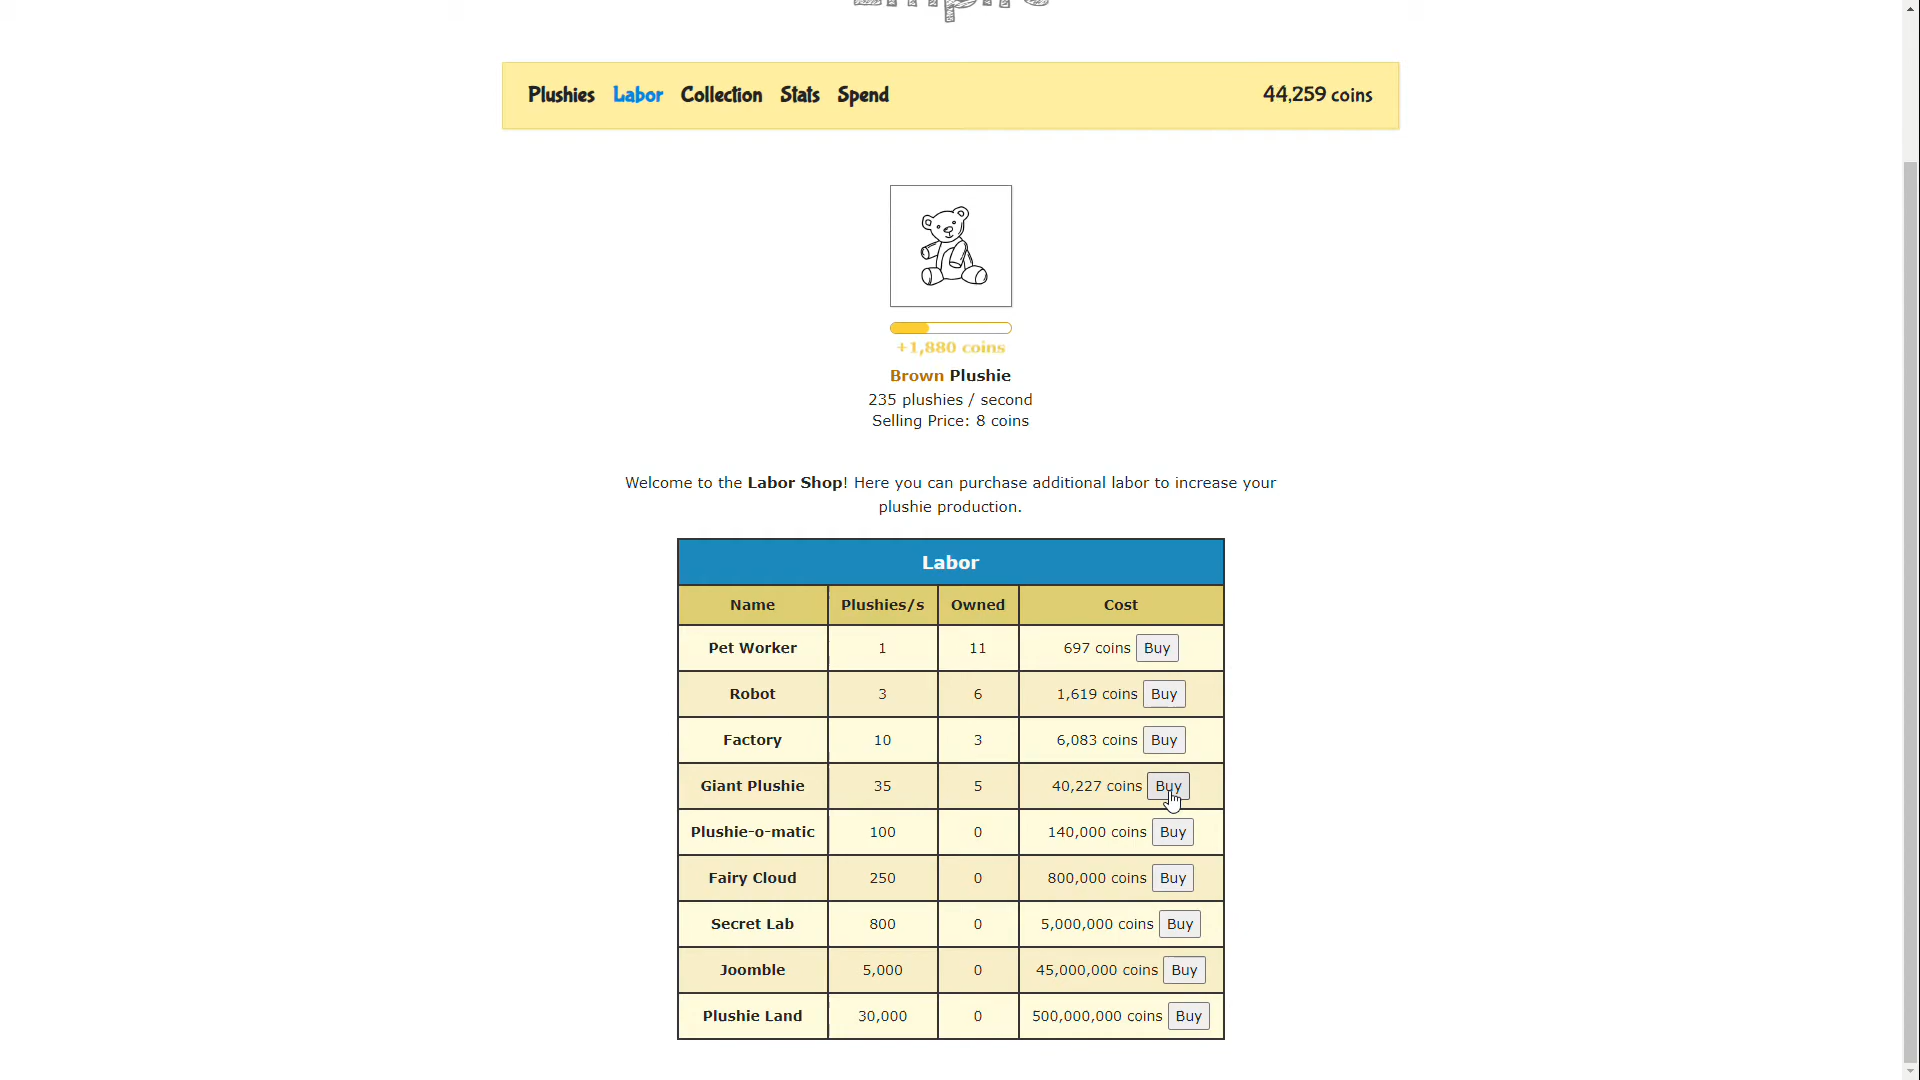 Plushies Labor Collection Stats Spend 44,259 coins
+1,880 coins
Brown Plushie
235 plushies / second
Selling Price: 8 coins
Welcome to the Labor Shop! Here you can purchase additional labor to increase your
plushie production.
Labor
Name Plushies/s Owned Cost
Pet Worker 1 11 697 coins Buy
Robot 3 6 1,619 coins Buy
Factory 10 3 6,083 coins Buy
Giant Plushie 35 5 40,227 coins Buy
Plushie-o-matic 100 0 140,000 coins Buy
Fairy Cloud 250 0 800,000 coins Buy
Secret Lab 800 0 5,000,000 coins Buy
Joomble 5,000 0 45,000,000 coins Buy
Plushie Land 30,000 0 500,000,000 coins Buy